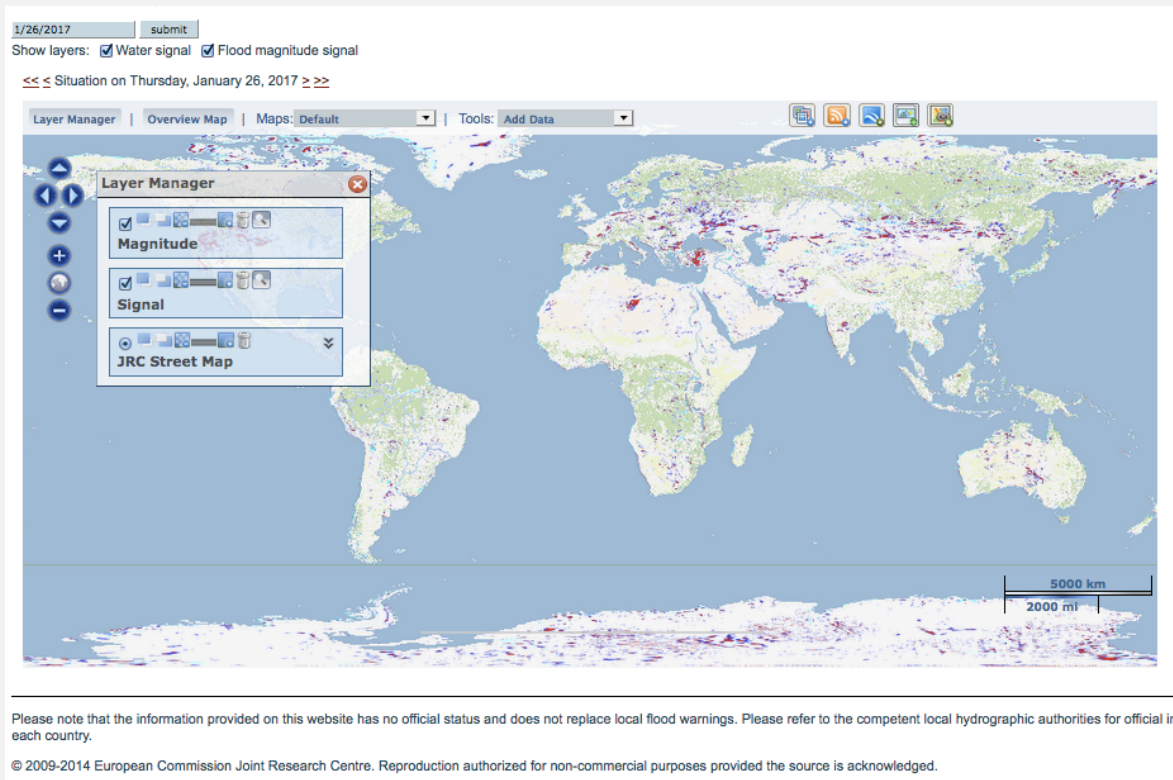 1/26/2017 submit
Show layers: Water signal Flood magnitude signal
<< < Situation on Thursday, January 26, 2017 > >>
Layer Manager | Overview Map | Maps: Default | Tools: Add Data
Layer Manager
Magnitude
Signal
JRC Street Map
5000 km
2000 mi
Please note that the information provided on this website has no official status and does not replace local flood warnings. Please refer to the competent local hydrographic authorities for official
each country.
© 2009-2014 European Commission Joint Research Centre. Reproduction authorized for non-commercial purposes provided the source is acknowledged.